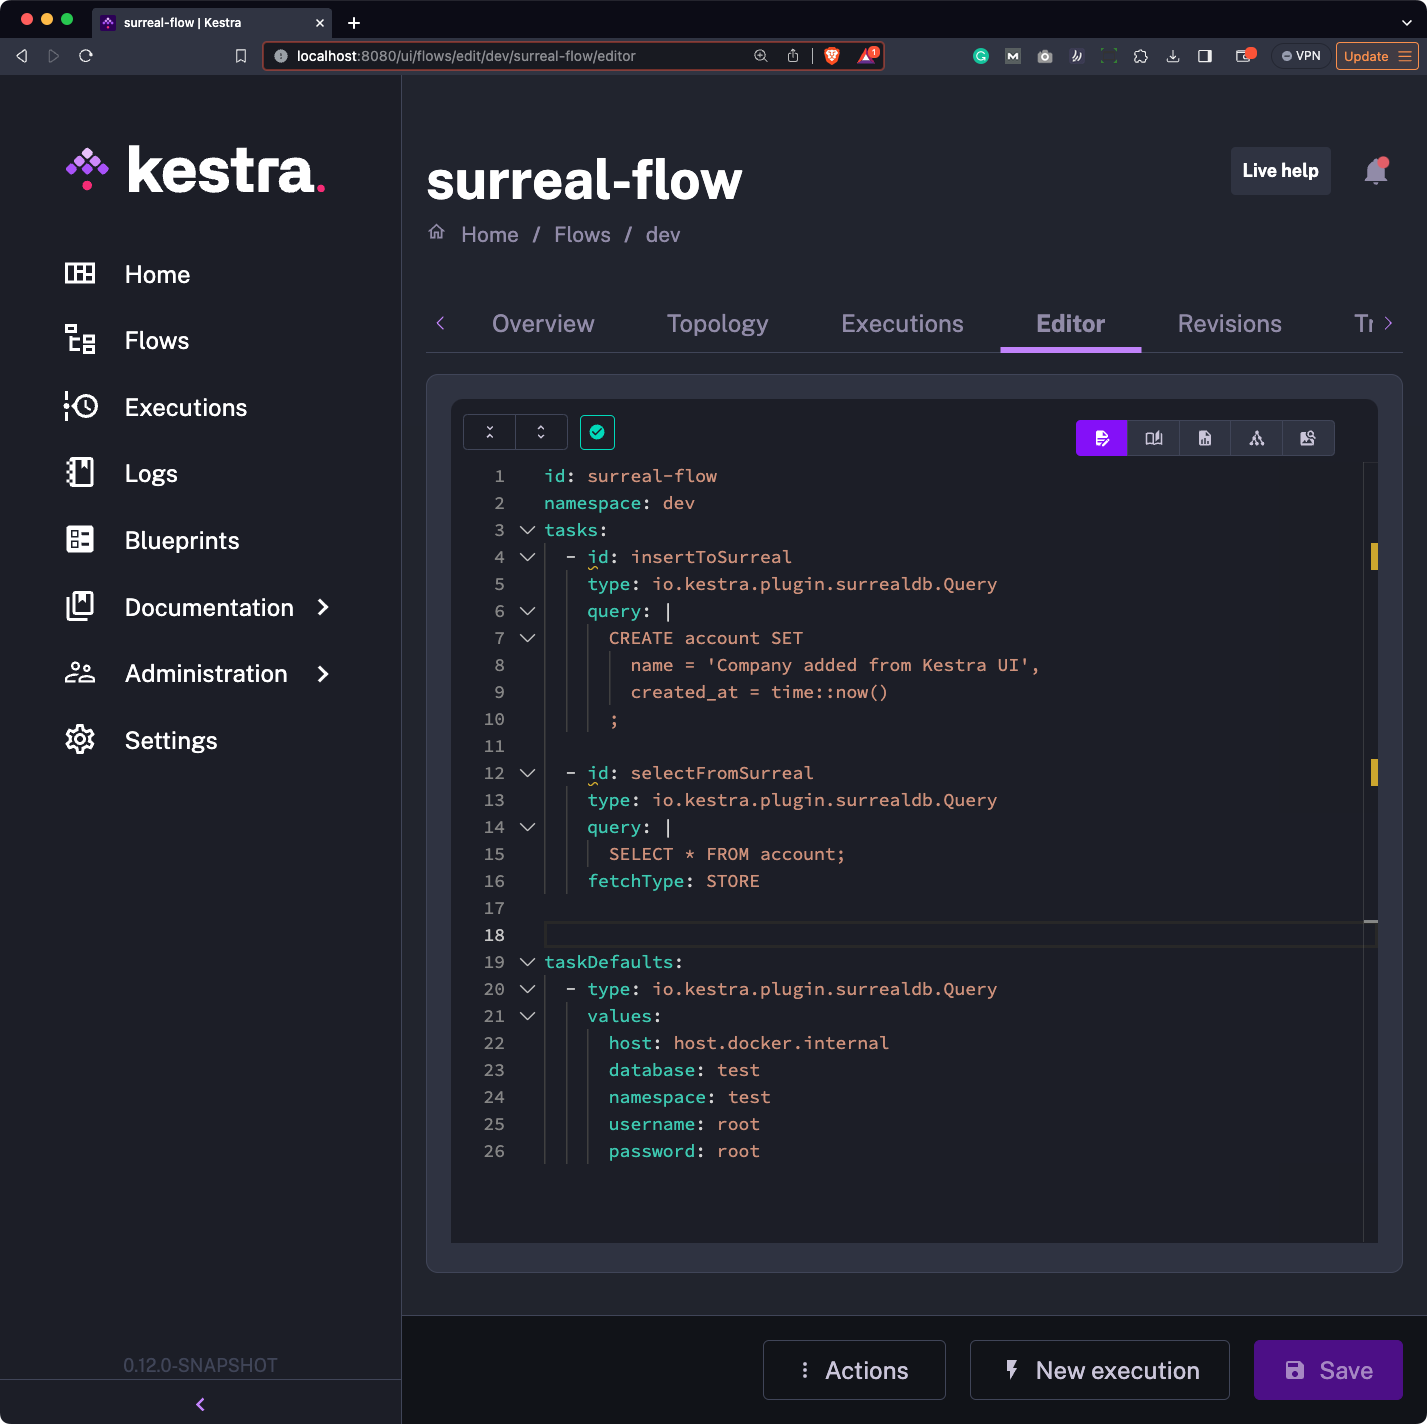 surreal-flow | Kestra
localhost:8080/ui/flows/edit/dev/surreal-flow/editor
1
G
M
VPN
Update
kestra.
Home
Flows
Executions
Logs
Blueprints
Documentation
Administration
Settings
0.12.0-SNAPSHOT
surreal-flow
Live help
Home / Flows / dev
Overview Topology Executions Editor Revisions Tr
1 id: surreal-flow
2 namespace: dev
3 tasks:
4 - id: insertToSurreal
5 type: io.kestra.plugin.surrealdb.Query
6 query: |
7 CREATE account SET
8 name = 'Company added from Kestra UI',
9 created_at = time::now()
10 ;
11
12 - id: selectFromSurreal
13 type: io.kestra.plugin.surrealdb.Query
14 query: |
15 SELECT * FROM account;
16 fetchType: STORE
17
18
19 taskDefaults:
20 - type: io.kestra.plugin.surrealdb.Query
21 values:
22 host: host.docker.internal
23 database: test
24 namespace: test
25 username: root
26 password: root
Actions New execution Save